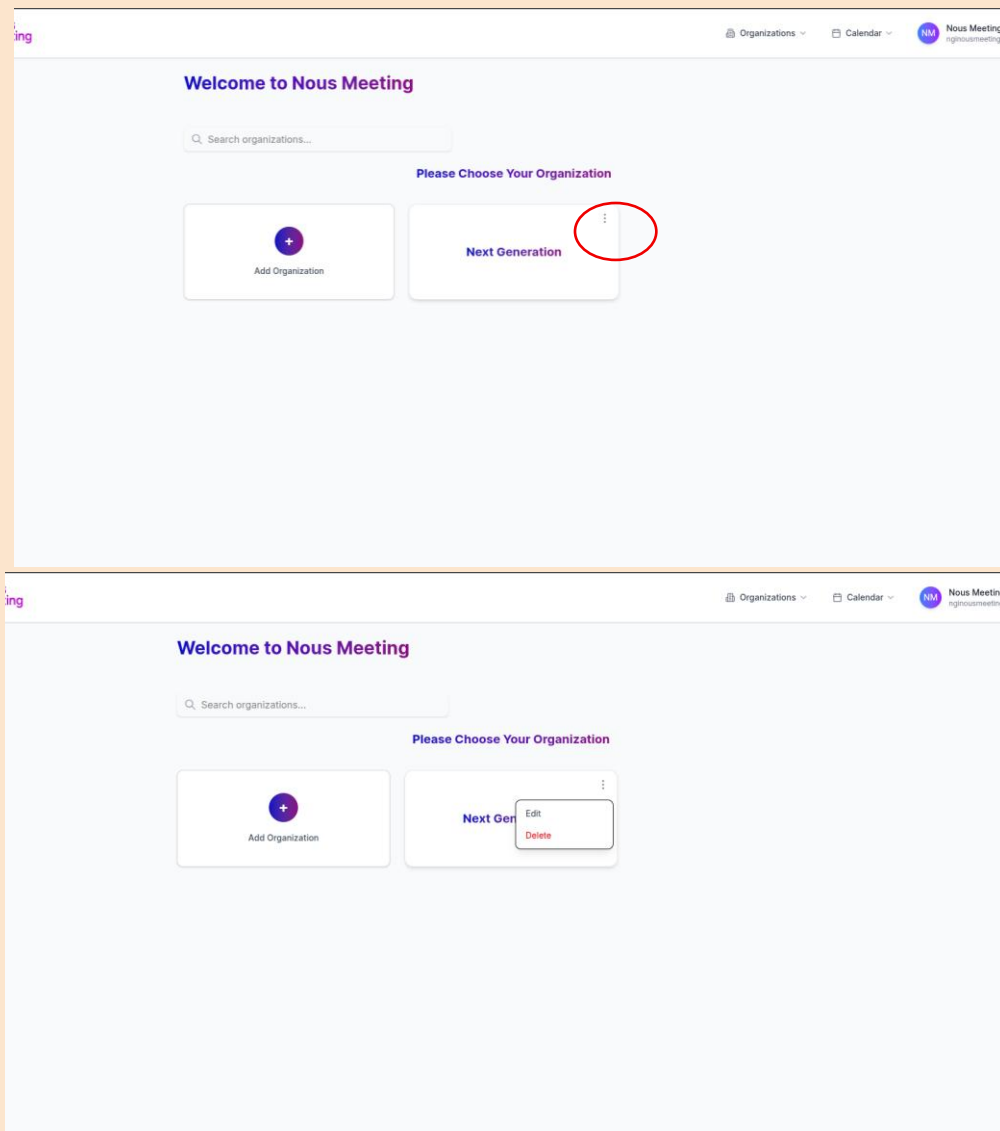 ing
Organizations
Calendar
NM
Nous Meeting
nginousmeeting
Welcome to Nous Meeting
Search organizations...
Please Choose Your Organization
Add Organization
Next Generation
ing
Organizations
Calendar
NM
Nous Meetin
nginousmeetin
Welcome to Nous Meeting
Search organizations...
Please Choose Your Organization
Add Organization
Next Gen
Edit
Delete